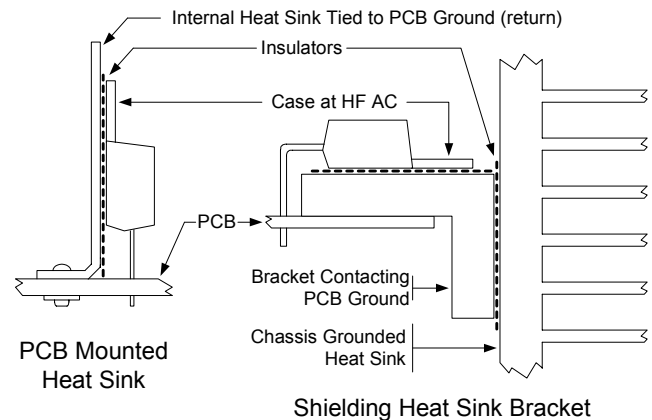 Internal Heat Sink Tied to PCB Ground (return)
Insulators
Case at HF AC
PCB
Bracket Contacting
PCB Ground
Chassis Grounded
Heat Sink
PCB Mounted
Heat Sink
Shielding Heat Sink Bracket